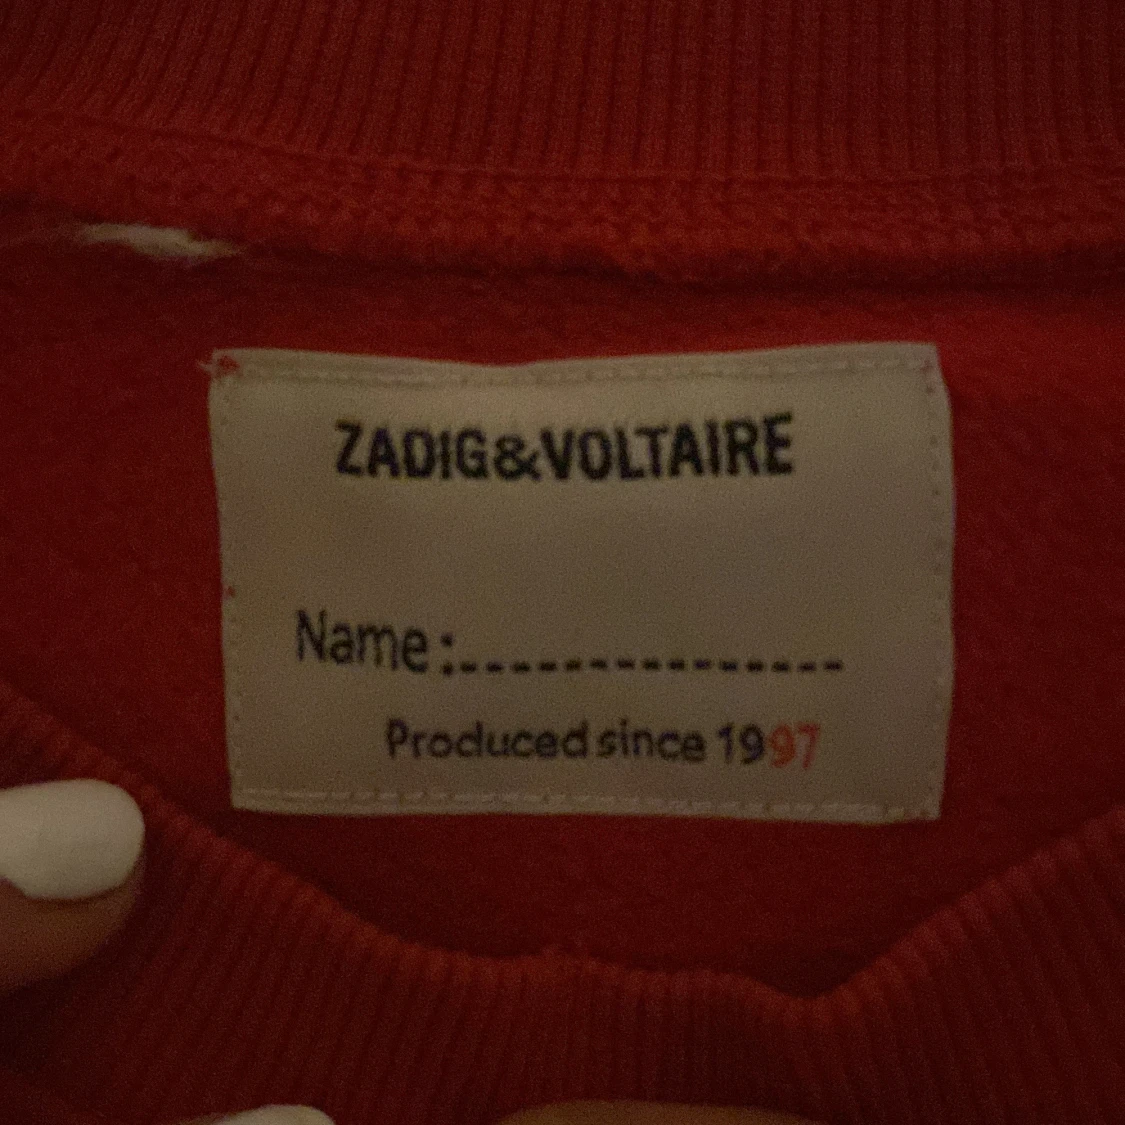 ZADIG&VOLTAIRE
Name:----------------
Produced since 1997